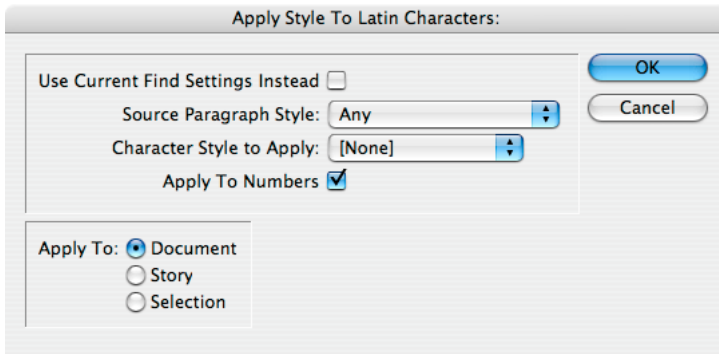 Apply Style To Latin Characters:
Use Current Find Settings Instead
OK
Source Paragraph Style: Any
Cancel
Character Style to Apply: [None]
Apply To Numbers
Apply To: Document
Story
Selection